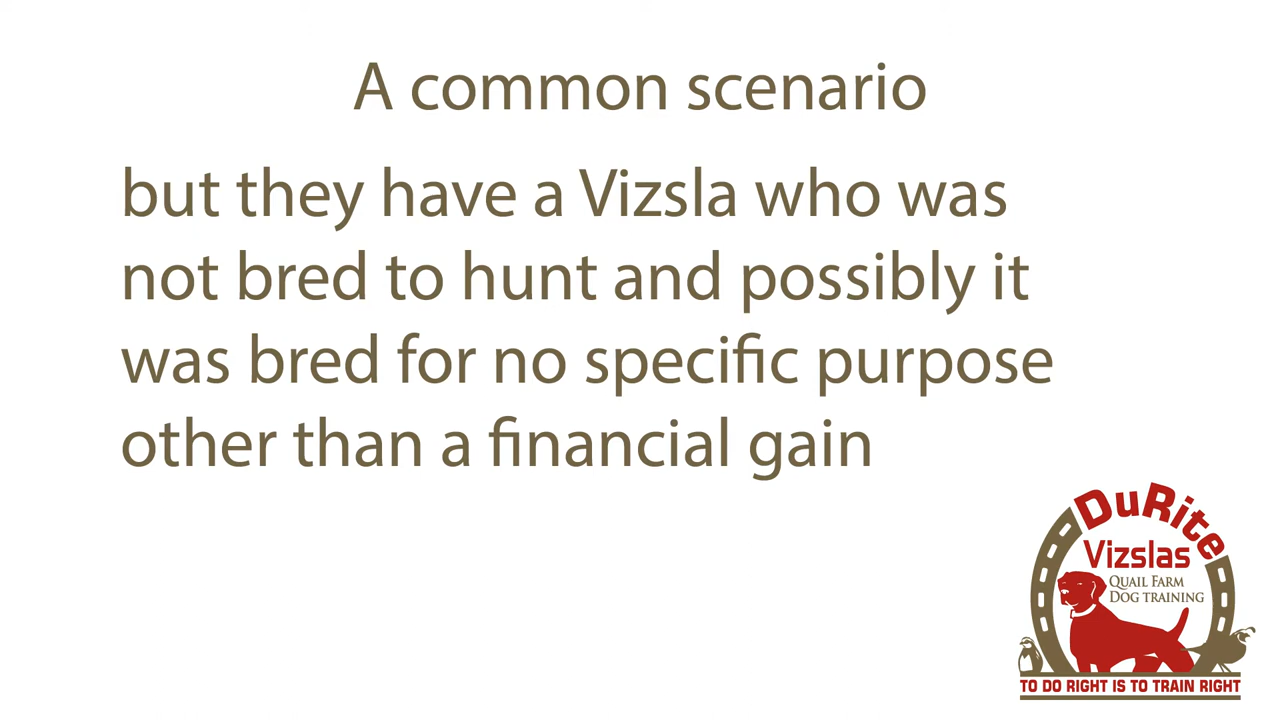 A common scenario
but they have a Vizsla who was
not bred to hunt and possibly it
was bred for no specific purpose
other than a financial gain
DuRite
Vizslas
Quail Farm
Dog Training
TO DO RIGHT IS TO TRAIN RIGHT